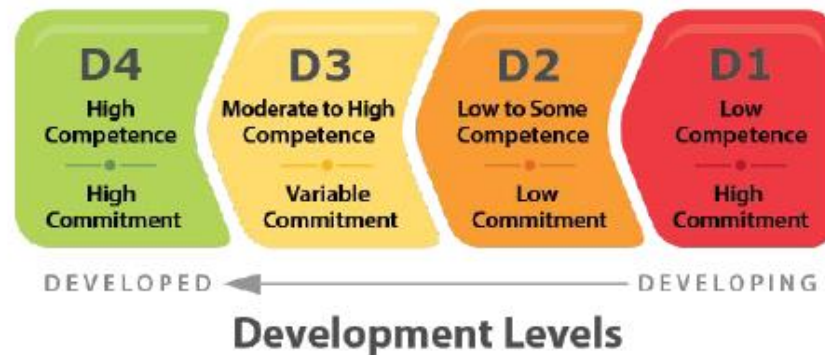 D4
High
Competence
High
Commitment
D3
Moderate to High
Competence
Variable
Commitment
D2
Low to Some
Competence
Low
Commitment
D1
Low
Competence
High
Commitment
DEVELOPED
DEVELOPING
Development Levels